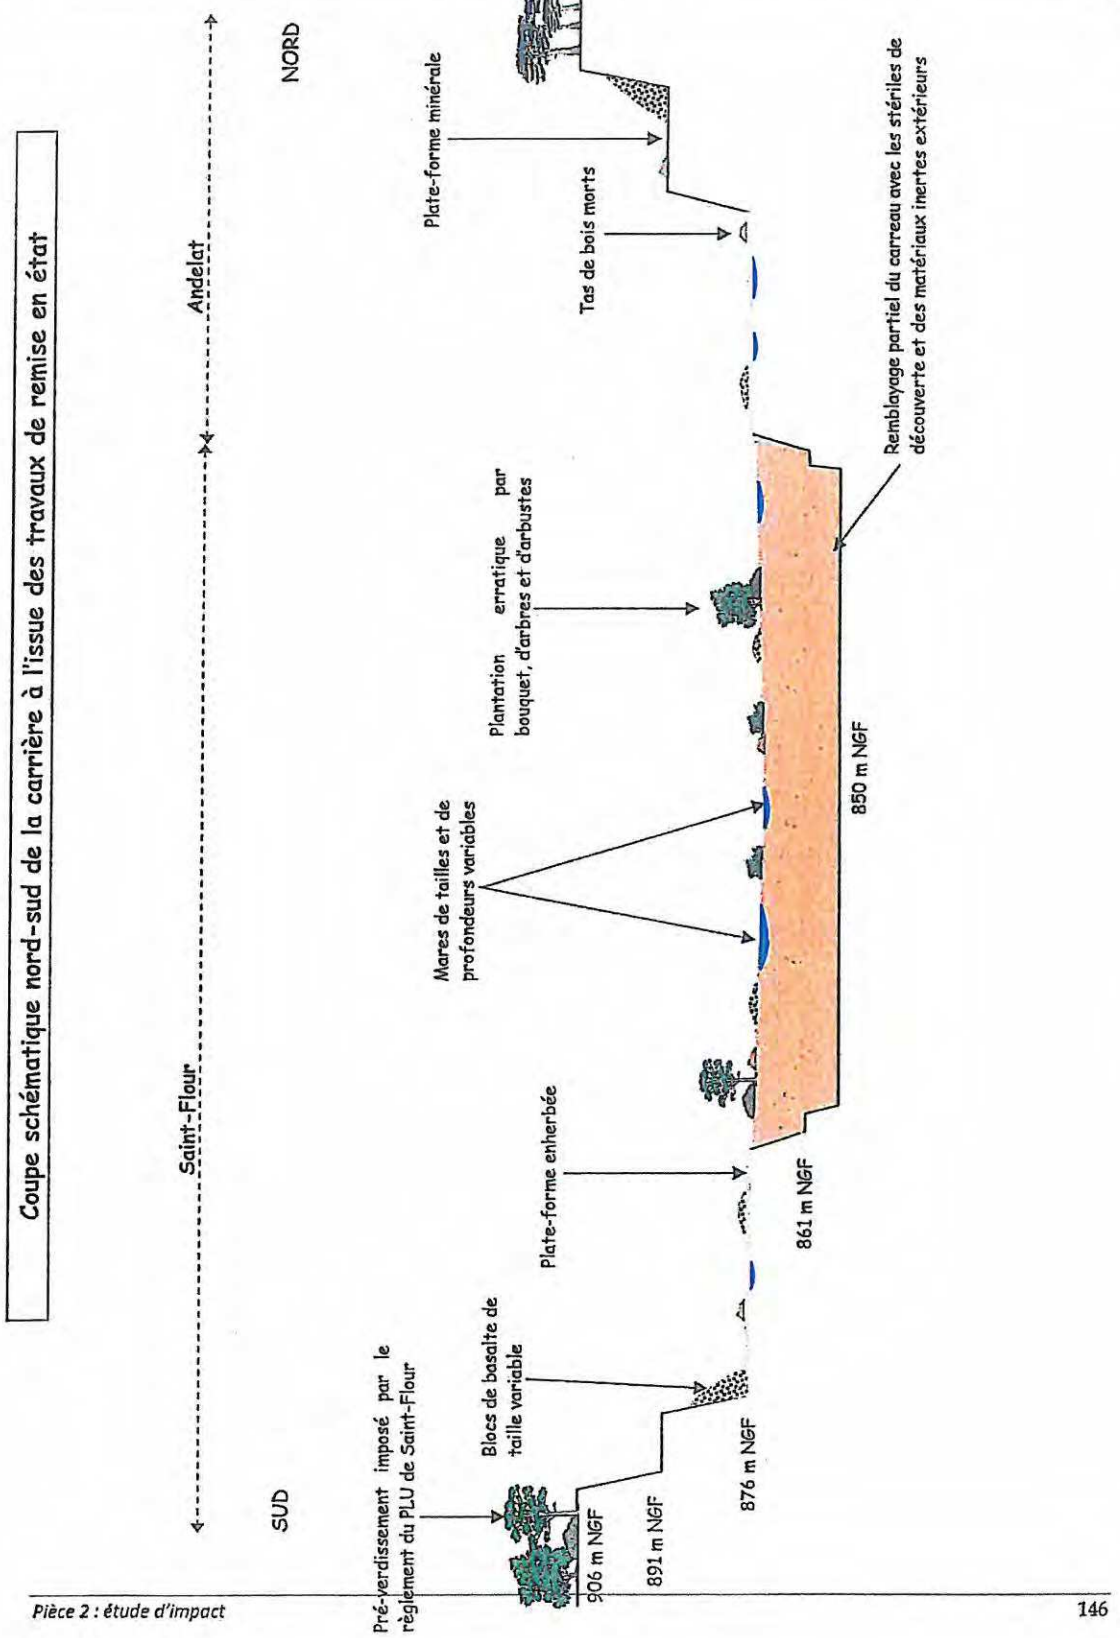 Coupe schématique nord-sud de la carrière à l'issue des travaux de remise en état
Saint-Flour
Andelat
SUD
NORD
Pré-verdissement imposé par le
règlement du PLU de Saint-Flour
Blocs de basalte de
taille variable
Plate-forme enherbée
Mares de tailles et de
profondeurs variables
Plantation erratique par
bouquet, d'arbres et d'arbustes
Tas de bois morts
Plate-forme minérale
906 m NGF
891 m NGF
876 m NGF
861 m NGF
850 m NGF
Remblayage partiel du carreau avec les stériles de
découverte et des matériaux inertes extérieurs
Pièce 2 : étude d'impact
146